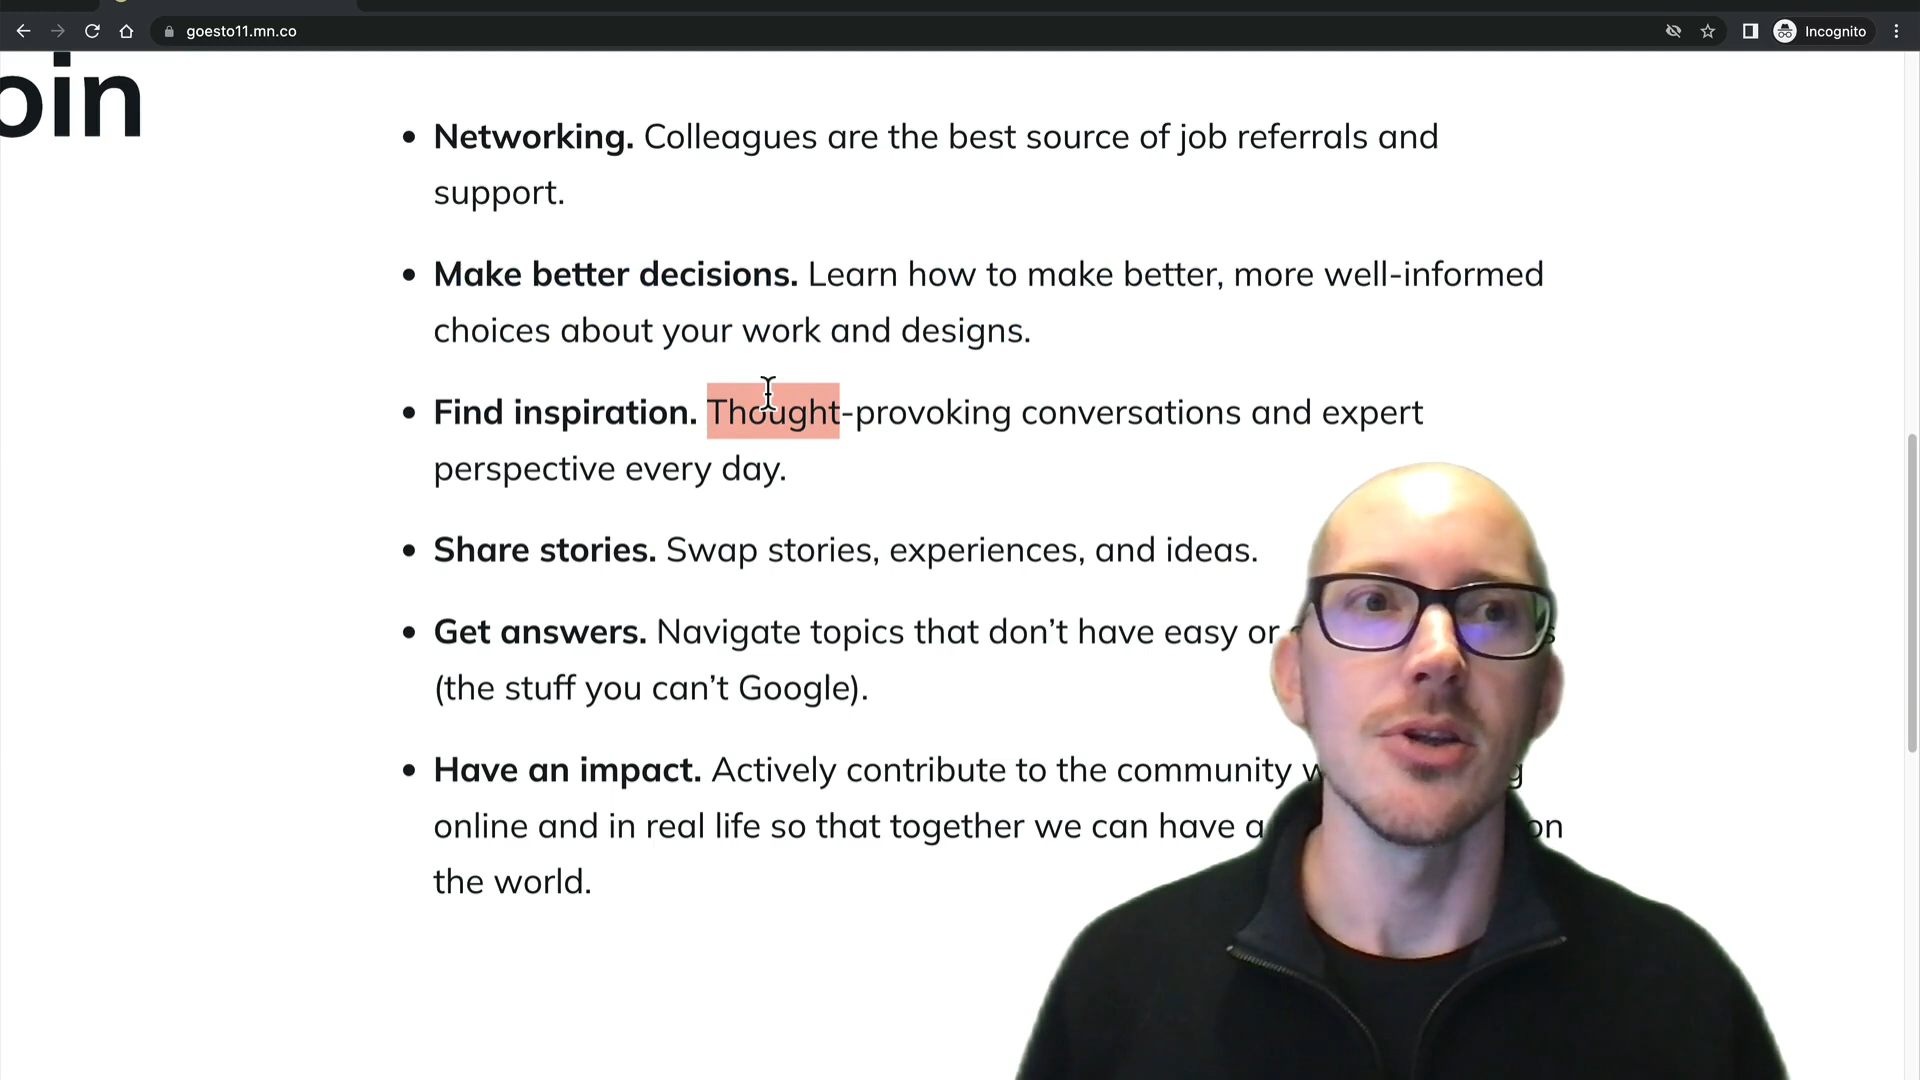 goesto11.mn.co
Incognito
oin
Networking. Colleagues are the best source of job referrals and
support.
Make better decisions. Learn how to make better, more well-informed
choices about your work and designs.
Find inspiration. Thought-provoking conversations and expert
perspective every day.
Share stories. Swap stories, experiences, and ideas.
Get answers. Navigate topics that don’t have easy or
(the stuff you can’t Google).
Have an impact. Actively contribute to the community
online and in real life so that together we can have a on
the world.